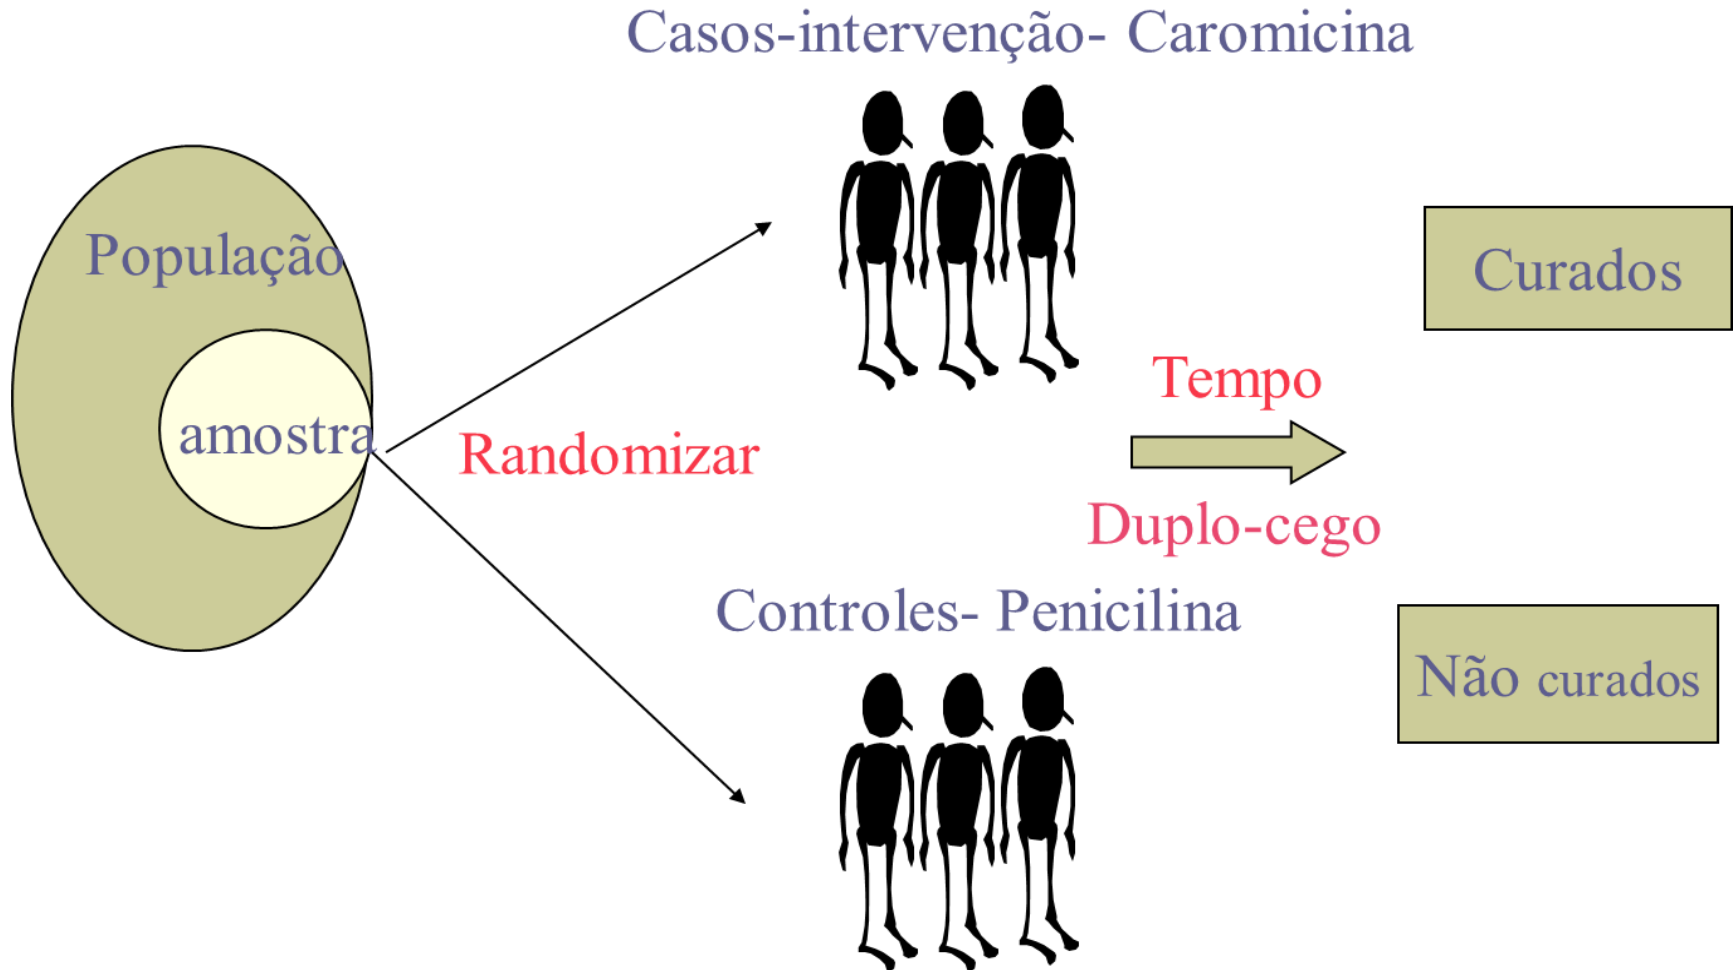 Casos-intervenção- Caromicina
População
Curados
Tempo
amostra
Randomizar
Duplo-cego
Controles- Penicilina
Não curados